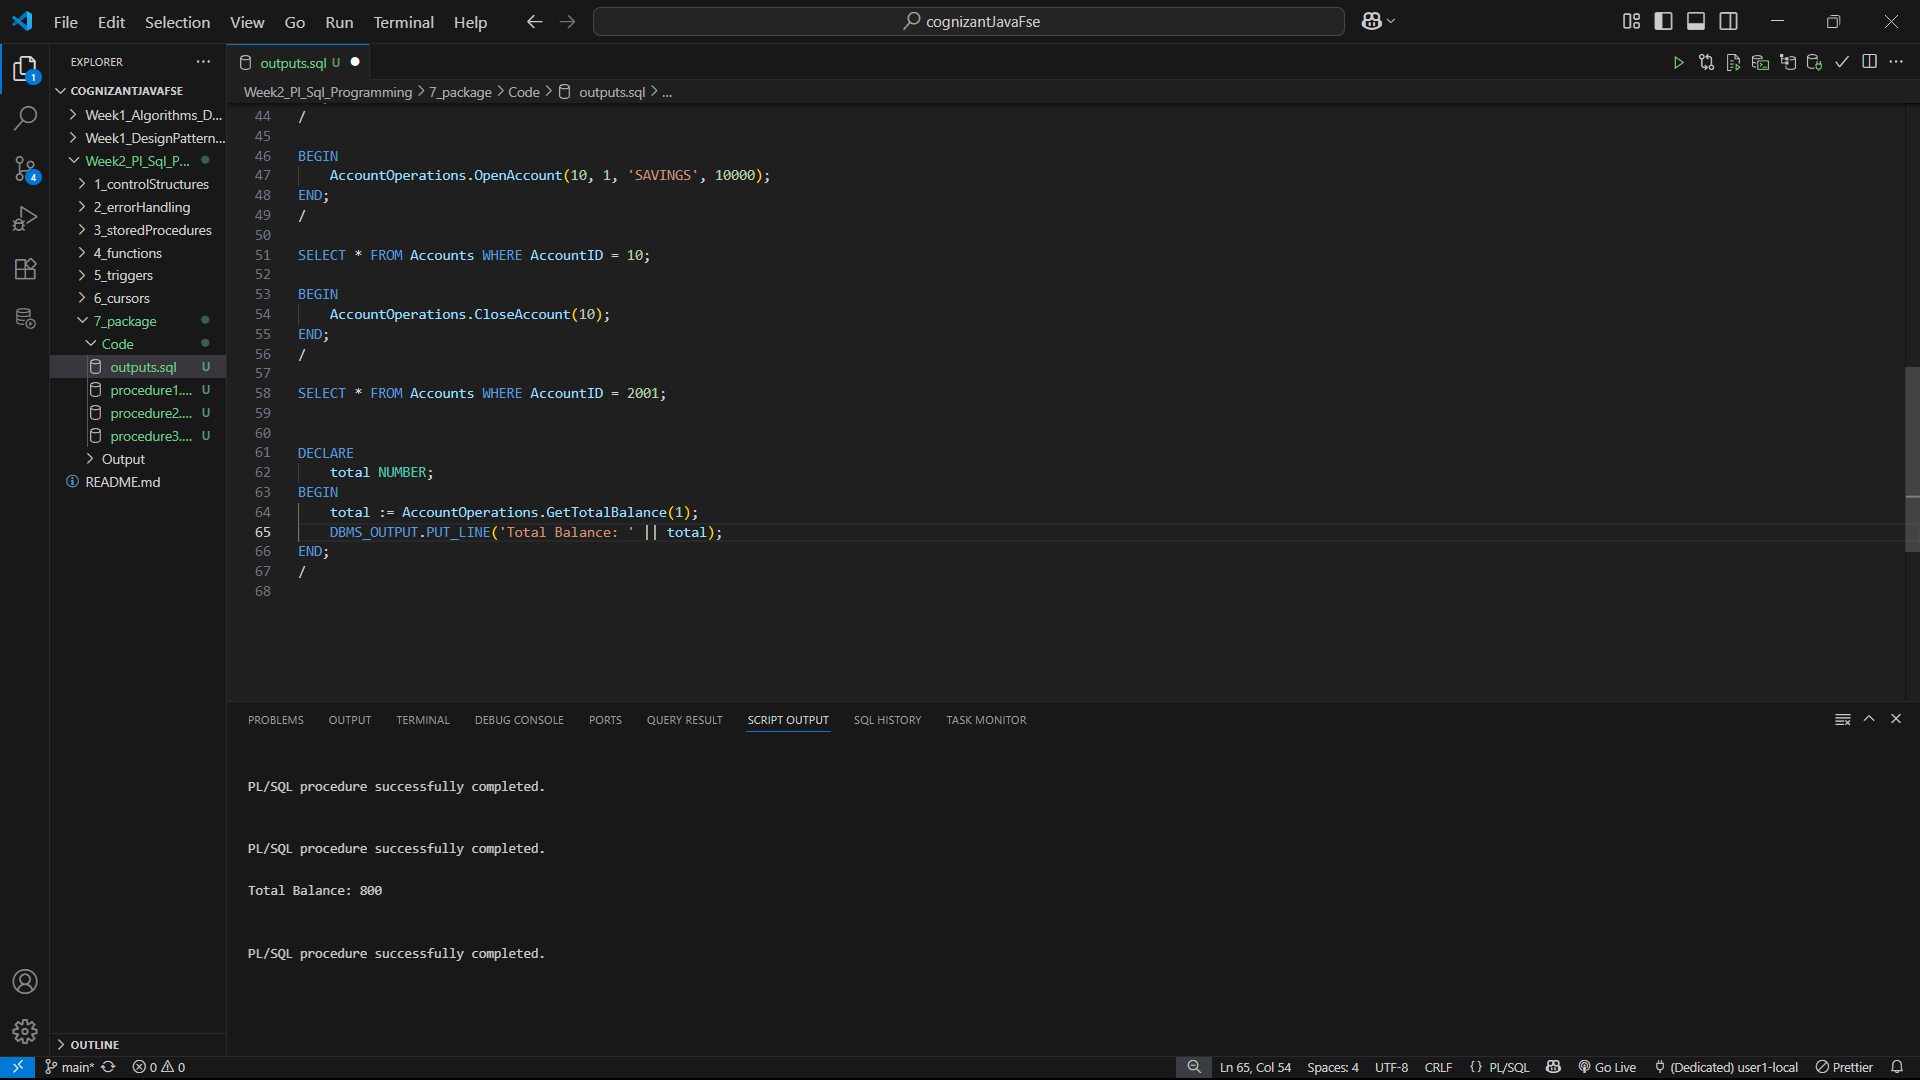 File Edit Selection View Go Run Terminal Help
cognizantJavaFse
EXPLORER
COGNIZANTJAVAFSE
Week1_Algorithms_D...
Week1_DesignPattern...
Week2_Pl_Sql_P...
1_controlStructures
2_errorHandling
3_storedProcedures
4_functions
5_triggers
6_cursors
7_package
Code
outputs.sql U
procedure1.... U
procedure2.... U
procedure3.... U
Output
README.md
OUTLINE
1
4
outputs.sql U
Week2_Pl_Sql_Programming > 7_package > Code > outputs.sql > ...
44 /
45
46 BEGIN
47 AccountOperations.OpenAccount(10, 1, 'SAVINGS', 10000);
48 END;
49 /
50
51 SELECT * FROM Accounts WHERE AccountID = 10;
52
53 BEGIN
54 AccountOperations.CloseAccount(10);
55 END;
56 /
57
58 SELECT * FROM Accounts WHERE AccountID = 2001;
59
60
61 DECLARE
62 total NUMBER;
63 BEGIN
64 total := AccountOperations.GetTotalBalance(1);
65 DBMS_OUTPUT.PUT_LINE('Total Balance: ' || total);
66 END;
67 /
68
PROBLEMS OUTPUT TERMINAL DEBUG CONSOLE PORTS QUERY RESULT SCRIPT OUTPUT SQL HISTORY TASK MONITOR
PL/SQL procedure successfully completed.
PL/SQL procedure successfully completed.
Total Balance: 800
PL/SQL procedure successfully completed.
main* 0 0 Ln 65, Col 54 Spaces: 4 UTF-8 CRLF {} PL/SQL Go Live (Dedicated) user1-local Prettier